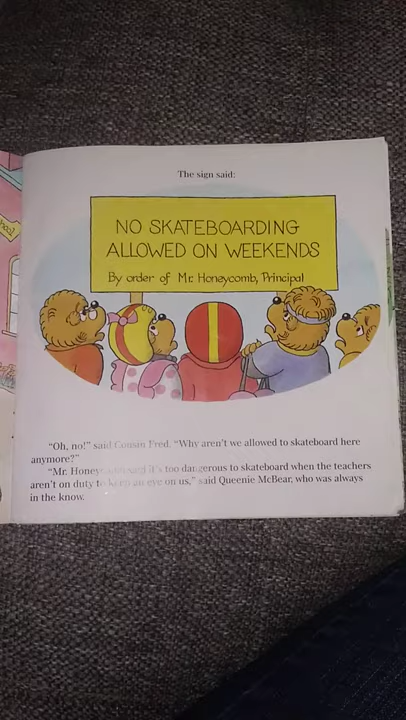 The sign said:
NO SKATEBOARDING
ALLOWED ON WEEKENDS
By order of Mr. Honeycomb, Principal
"Oh, no!" said Cousin Fred. "Why aren't we allowed to skateboard here
anymore?"
"Mr. Honeycomb said it's too dangerous to skateboard when the teachers
aren't on duty to keep an eye on us," said Queenie McBear, who was always
in the know.